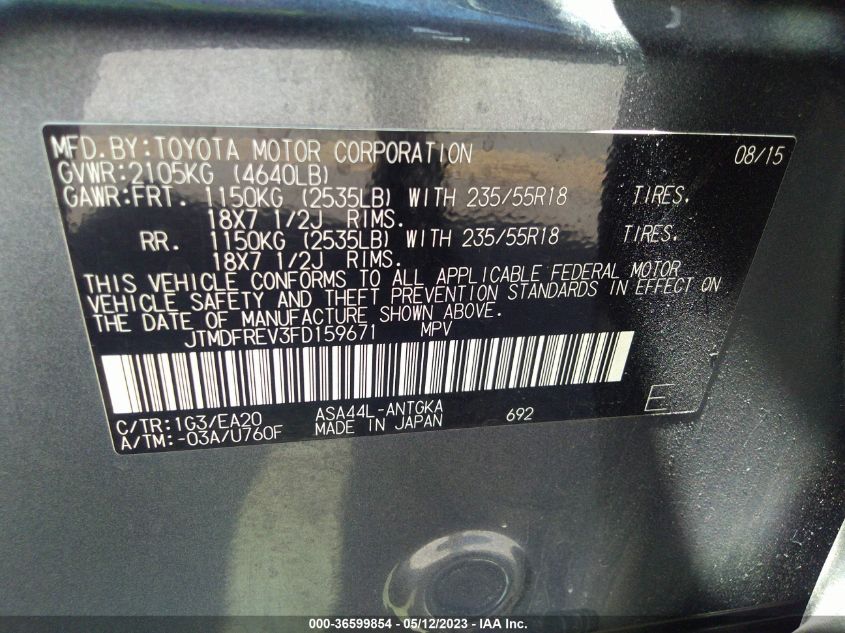 MFD.BY:TOYOTA MOTOR CORPORATION 08/15
GVWR:2105KG (4640LB)
GAWR:FRT. 1150KG (2535LB) WITH 235/55R18 TIRES.
18X7 1/2J RIMS.
RR. 1150KG (2535LB) WITH 235/55R18 TIRES.
18X7 1/2J RIMS.
THIS VEHICLE CONFORMS TO ALL APPLICABLE FEDERAL MOTOR
VEHICLE SAFETY AND THEFT PREVENTION STANDARDS IN EFFECT ON
THE DATE OF MANUFACTURE SHOWN ABOVE.
JTMDFREV3FD159671 MPV
C/TR:1G3/EA20 ASA44L-ANTGKA 692 E
A/TM:-03A/U760F MADE IN JAPAN
000-36599854 - 05/12/2023 - IAA Inc.